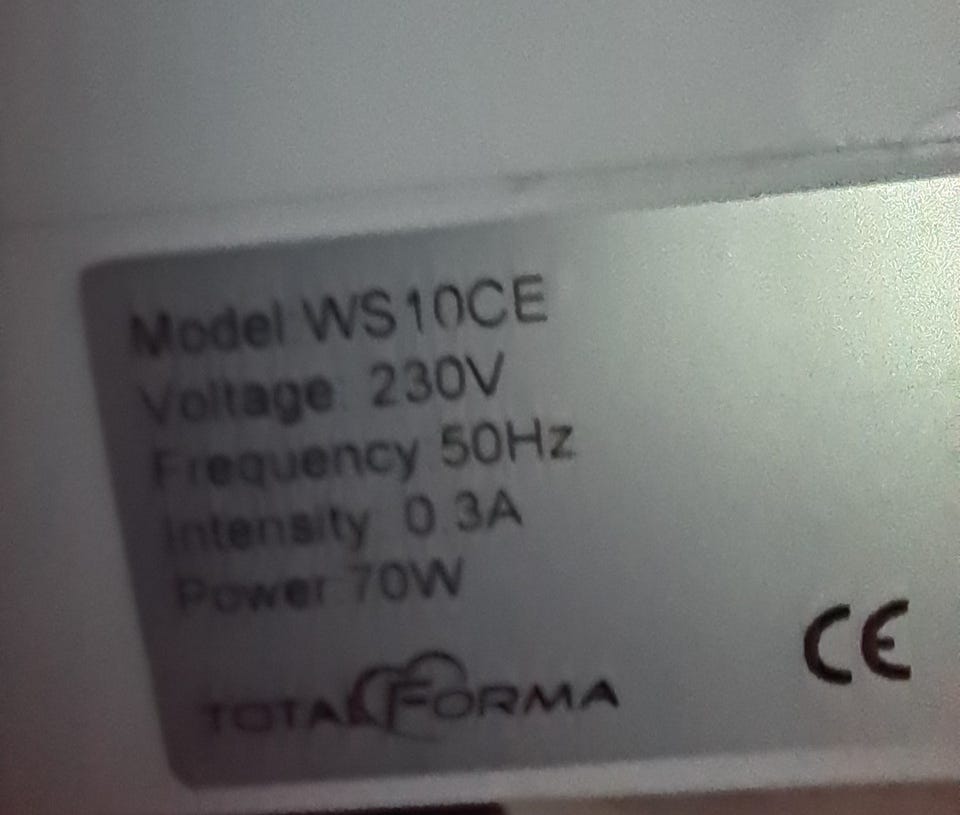 Model WS10CE
Voltage: 230V
Frequency 50Hz
Intensity 0.3A
Power 70W
CE
TOTAL FORMA